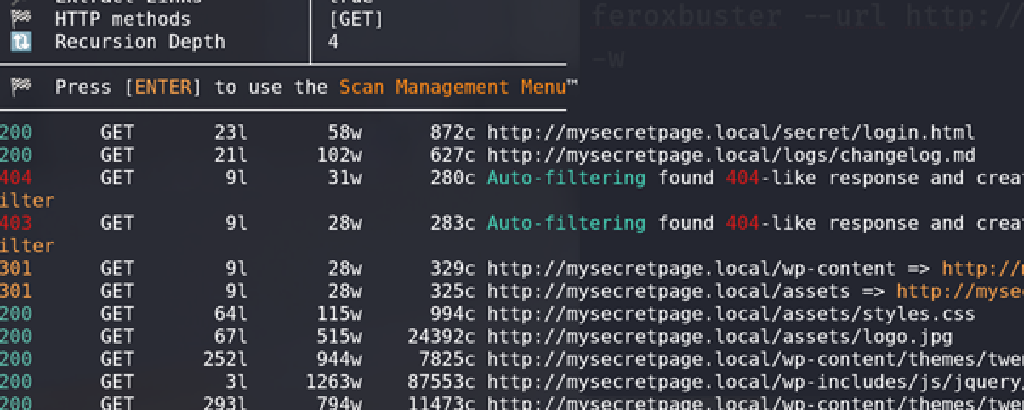 HTTP methods [GET]
Recursion Depth 4
feroxbuster --url http://
-w
Press [ENTER] to use the Scan Management Menu™
200 GET 23l 58w 872c http://mysecretpage.local/secret/login.html
200 GET 21l 102w 627c http://mysecretpage.local/logs/changelog.md
404 GET 9l 31w 280c Auto-filtering found 404-like response and crea
ilter
403 GET 9l 28w 283c Auto-filtering found 404-like response and crea
ilter
301 GET 9l 28w 329c http://mysecretpage.local/wp-content => http://
301 GET 9l 28w 325c http://mysecretpage.local/assets => http://myse
200 GET 64l 115w 994c http://mysecretpage.local/assets/styles.css
200 GET 67l 515w 24392c http://mysecretpage.local/assets/logo.jpg
200 GET 252l 944w 7825c http://mysecretpage.local/wp-content/themes/twe
200 GET 3l 1263w 87553c http://mysecretpage.local/wp-includes/js/jquery/
200 GET 293l 794w 11473c http://mysecretpage.local/wp-content/themes/twe